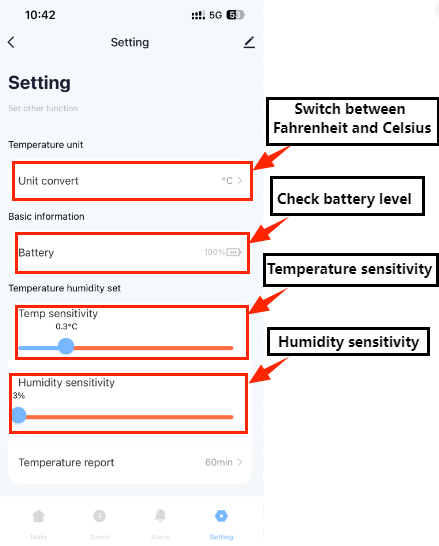 10:42
5G
Setting
Setting
Set other function
Temperature unit
Unit convert
°C
Basic information
Battery
100%
Temperature humidity set
Temp sensitivity
0.3°C
Humidity sensitivity
3%
Temperature report
60min
Main
Smart
Alarm
Setting
Switch between
Fahrenheit and Celsius
Check battery level
Temperature sensitivity
Humidity sensitivity